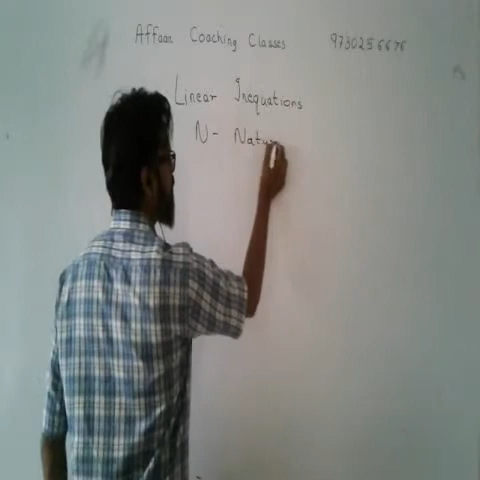 Affaan Coaching Classes 9730256676
Linear Inequations
N- Natu